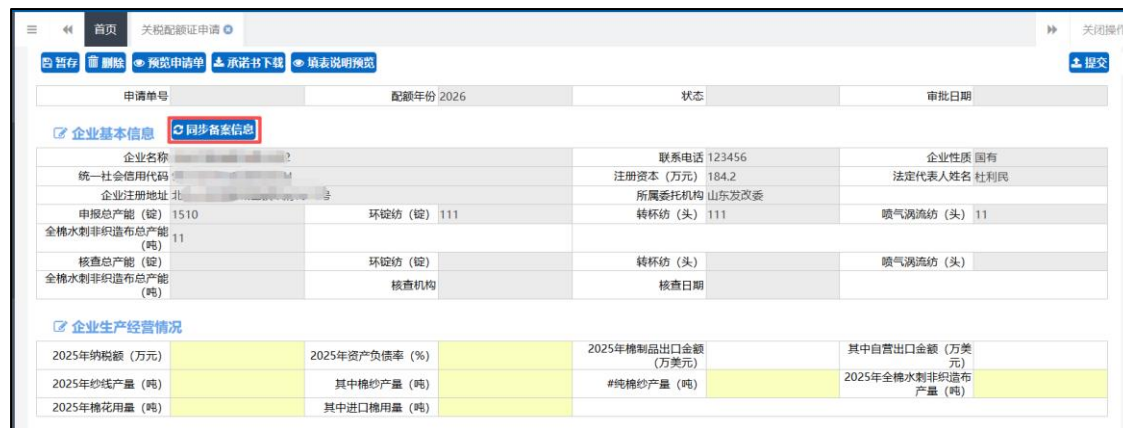 首页 关税配额证申请 关闭操作
暂存 删除 预览申请单 承诺书下载 填表说明预览 提交
申请单号 配额年份 2026 状态 审批日期
企业基本信息 同步备案信息
企业名称 联系电话 123456 企业性质 国有
统一社会信用代码 注册资本（万元） 184.2 法定代表人姓名 杜利民
企业注册地址 北 号 所属委托机构 山东发改委
申报总产能（锭） 1510 环锭纺（锭） 111 转杯纺（头） 111 喷气涡流纺（头） 11
全棉水刺非织造布总产能（吨） 11
核查总产能（锭） 环锭纺（锭） 转杯纺（头） 喷气涡流纺（头）
全棉水刺非织造布总产能（吨） 核查机构 核查日期
企业生产经营情况
2025年纳税额（万元） 2025年资产负债率（%） 2025年棉制品出口金额（万美元） 其中自营出口金额（万美元）
2025年纱线产量（吨） 其中棉纱产量（吨） #纯棉纱产量（吨） 2025年全棉水刺非织造布产量（吨）
2025年棉花用量（吨） 其中进口棉用量（吨）